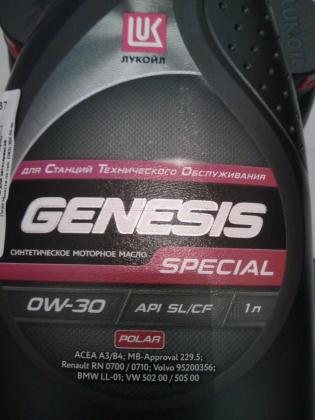 ЛУКОЙЛ
для Станций Технического Обслуживания
GENESIS
СИНТЕТИЧЕСКОЕ МОТОРНОЕ МАСЛО
SPECIAL
0W-30 API SL/CF 1 л
POLAR
ACEA A3/B4; MB-Approval 229.5;
Renault RN 0700 / 0710; Volvo 95200356;
BMW LL-01; VW 502 00 / 505 00